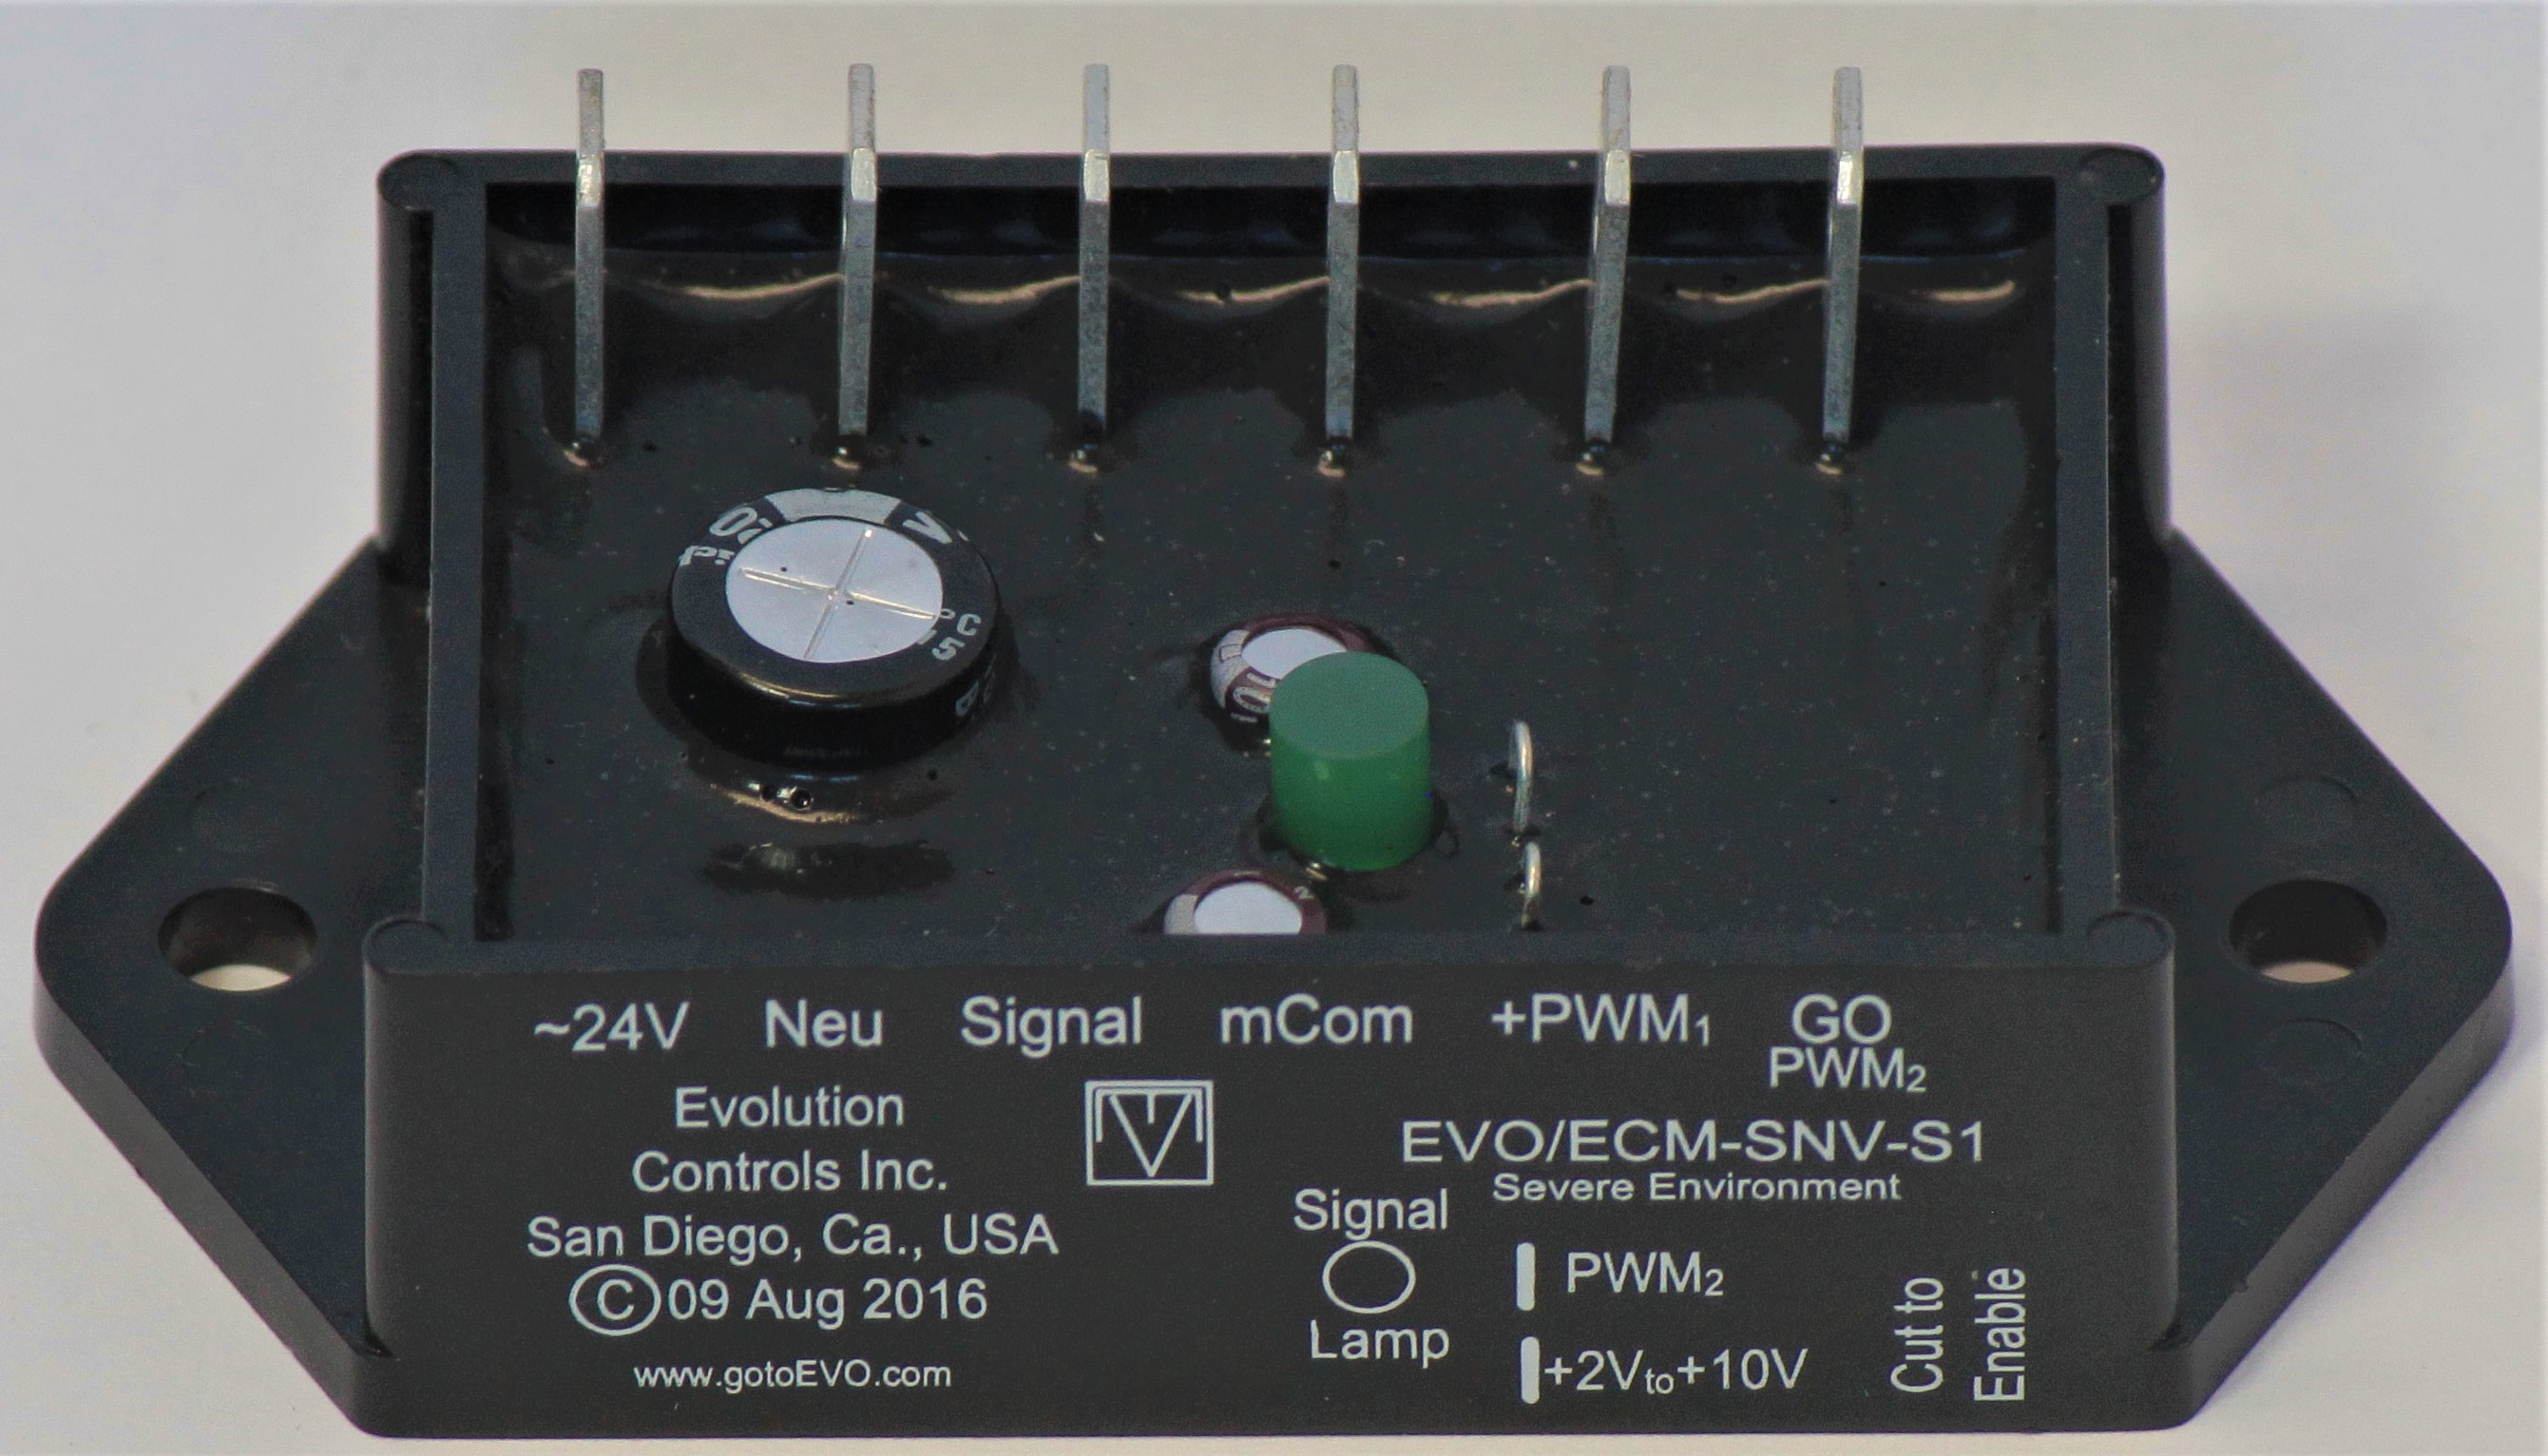 ~24V Neu Signal mCom +PWM₁ GO
PWM₂
Evolution
Controls Inc.
San Diego, Ca., USA
©09 Aug 2016
www.gotoEVO.com
EVO/ECM-SNV-S1
Severe Environment
Signal
Lamp
PWM₂
+2Vto+10V
Cut to
Enable